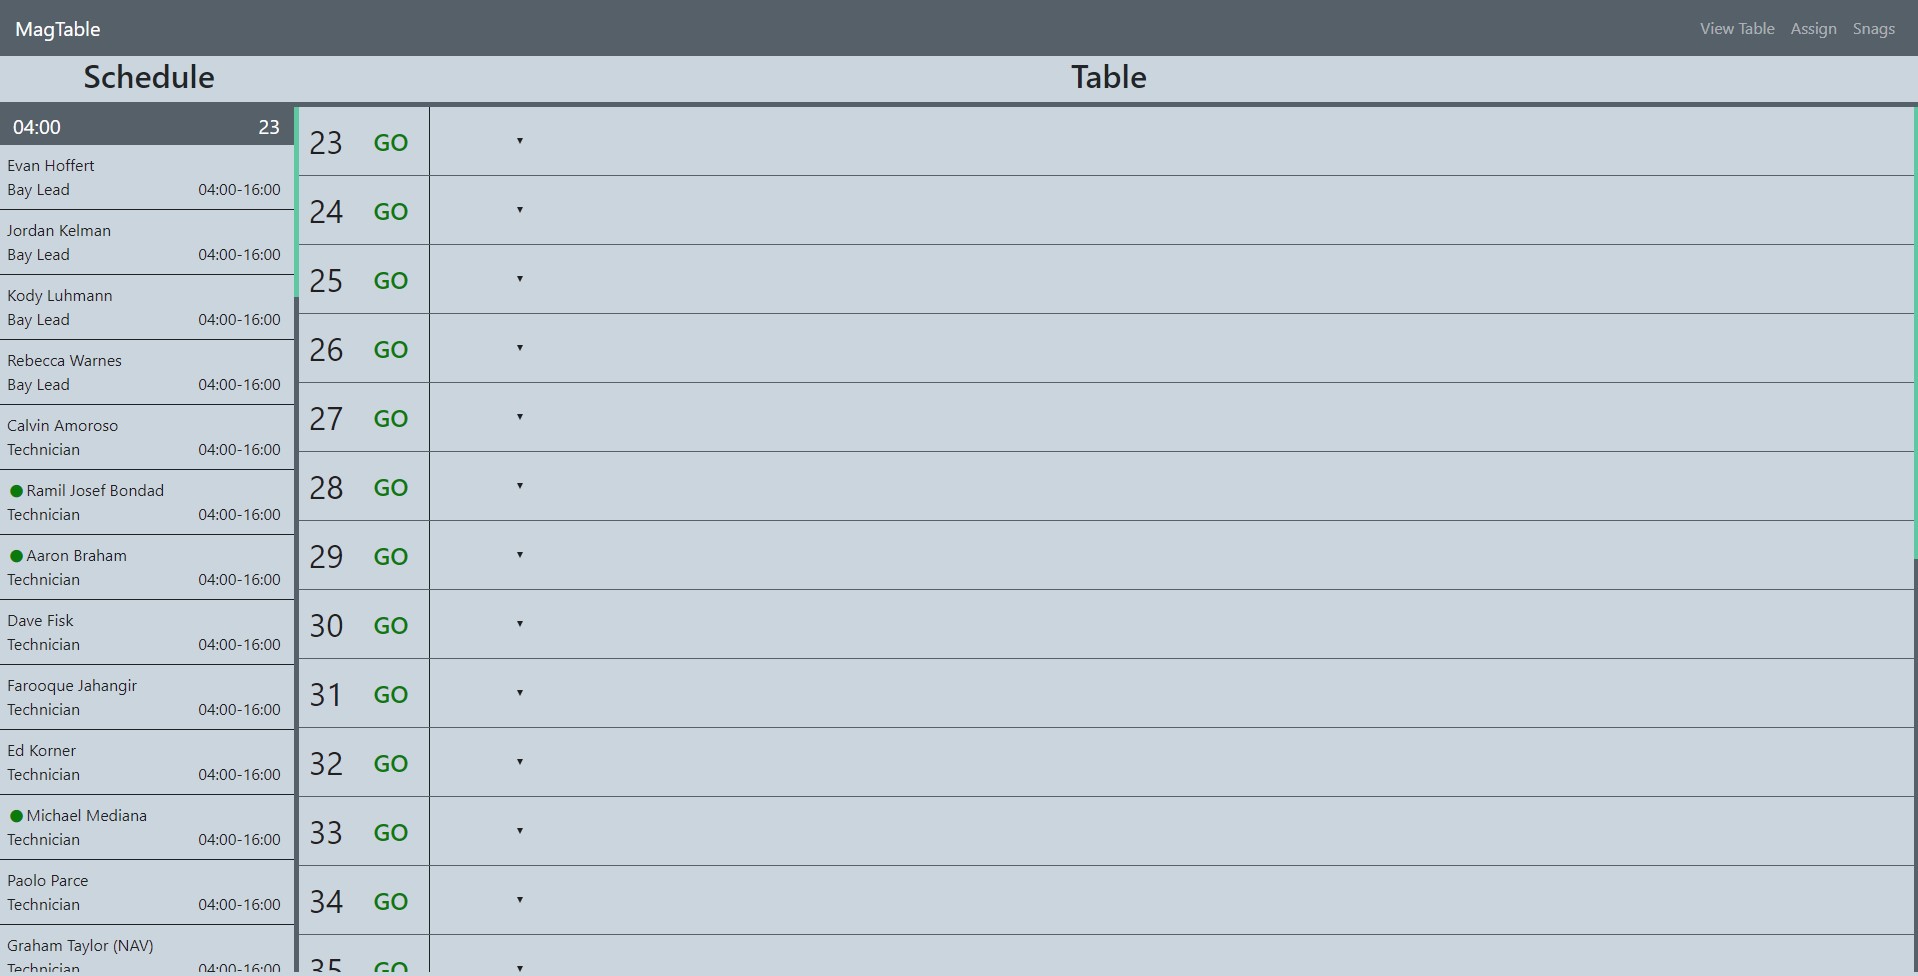 MagTable
View Table Assign Snags
Schedule
Table
04:00 23
Evan Hoffert
Bay Lead 04:00-16:00
Jordan Kelman
Bay Lead 04:00-16:00
Kody Luhmann
Bay Lead 04:00-16:00
Rebecca Warnes
Bay Lead 04:00-16:00
Calvin Amoroso
Technician 04:00-16:00
Ramil Josef Bondad
Technician 04:00-16:00
Aaron Braham
Technician 04:00-16:00
Dave Fisk
Technician 04:00-16:00
Farooque Jahangir
Technician 04:00-16:00
Ed Korner
Technician 04:00-16:00
Michael Mediana
Technician 04:00-16:00
Paolo Parce
Technician 04:00-16:00
Graham Taylor (NAV)
Technician 04:00-16:00
23 GO
24 GO
25 GO
26 GO
27 GO
28 GO
29 GO
30 GO
31 GO
32 GO
33 GO
34 GO
35 GO